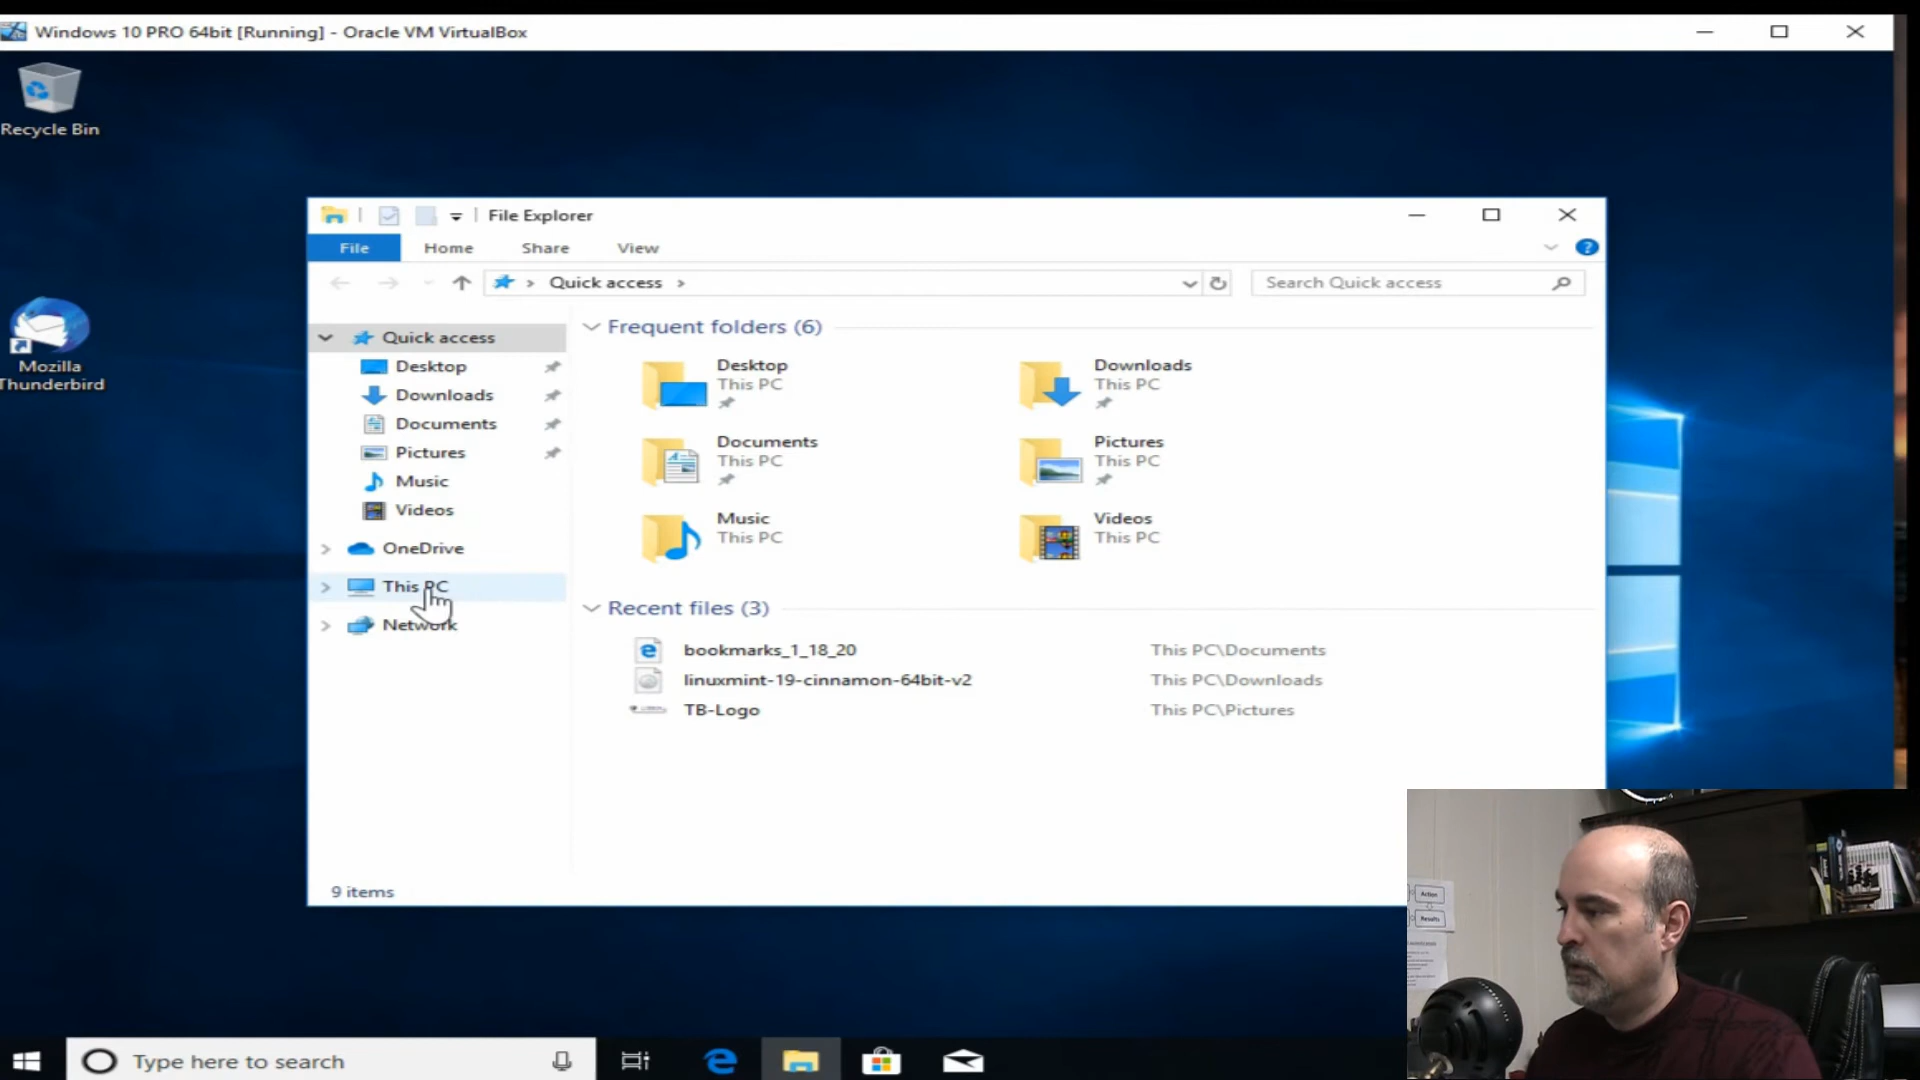 Windows 10 PRO 64bit [Running] - Oracle VM VirtualBox
Recycle Bin
Mozilla
Thunderbird
File Explorer
File Home Share View
Quick access
Search Quick access
Quick access
Desktop
Downloads
Documents
Pictures
Music
Videos
OneDrive
This PC
Network
Frequent folders (6)
Desktop
This PC
Downloads
This PC
Documents
This PC
Pictures
This PC
Music
This PC
Videos
This PC
Recent files (3)
bookmarks_1_18_20 This PC\Documents
linuxmint-19-cinnamon-64bit-v2 This PC\Downloads
TB-Logo This PC\Pictures
9 items
Action
Results
Type here to search